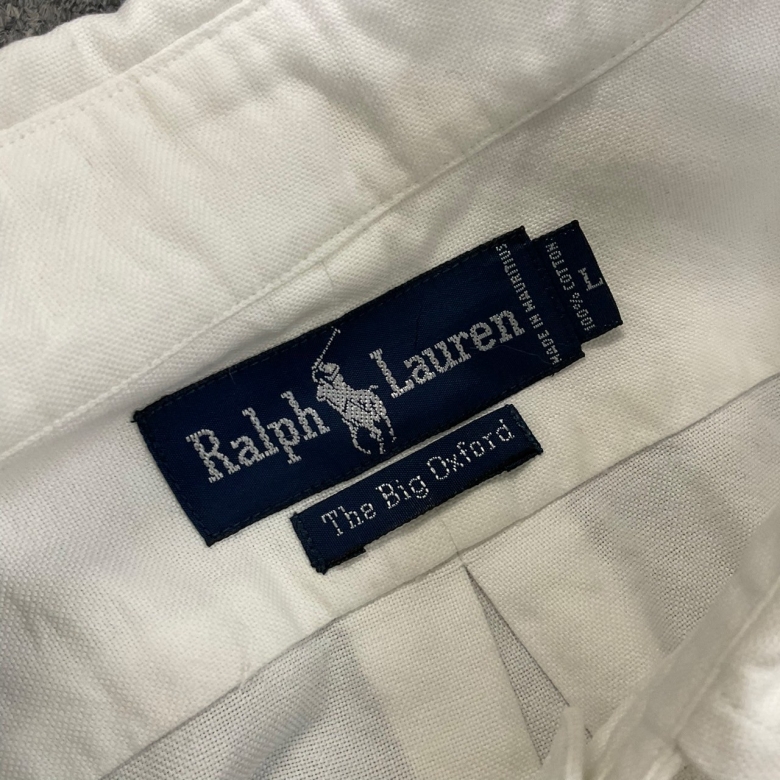 Ralph Lauren
MADE IN MAURITIUS
100% COTTON
L
The Big Oxford